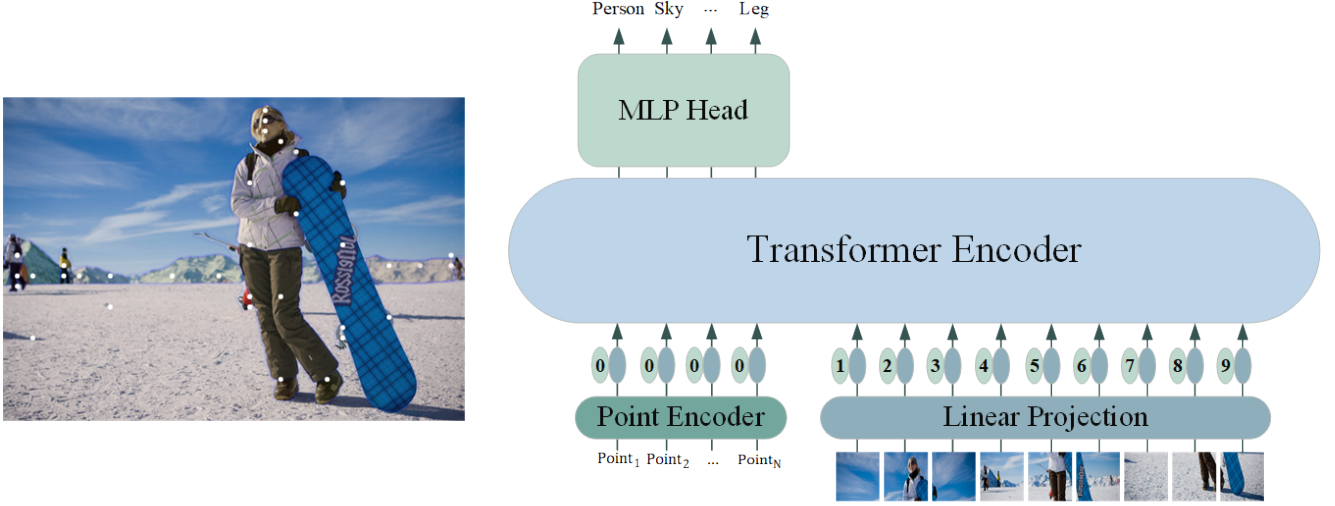 Person Sky ... Leg
MLP Head
Transformer Encoder
0 0 0 0 1 2 3 4 5 6 7 8 9
Point Encoder Linear Projection
Point1 Point2 ... PointN
ROSSIGNOL